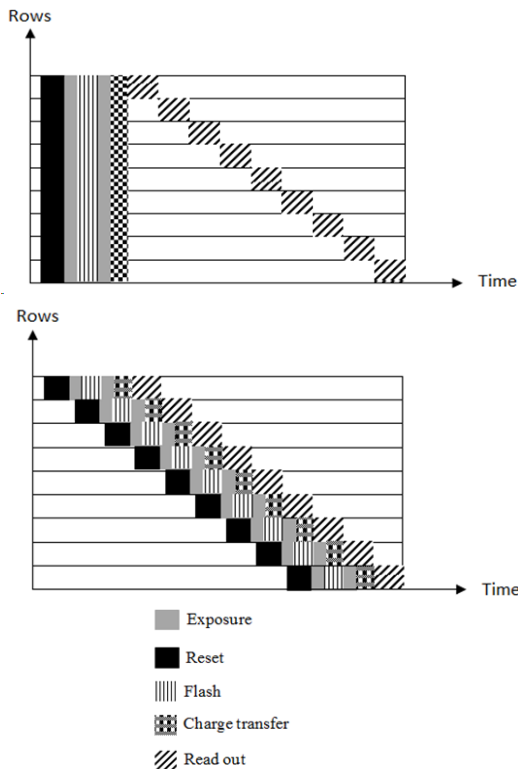 Rows
Time
Rows
Time
Exposure
Reset
Flash
Charge transfer
Read out